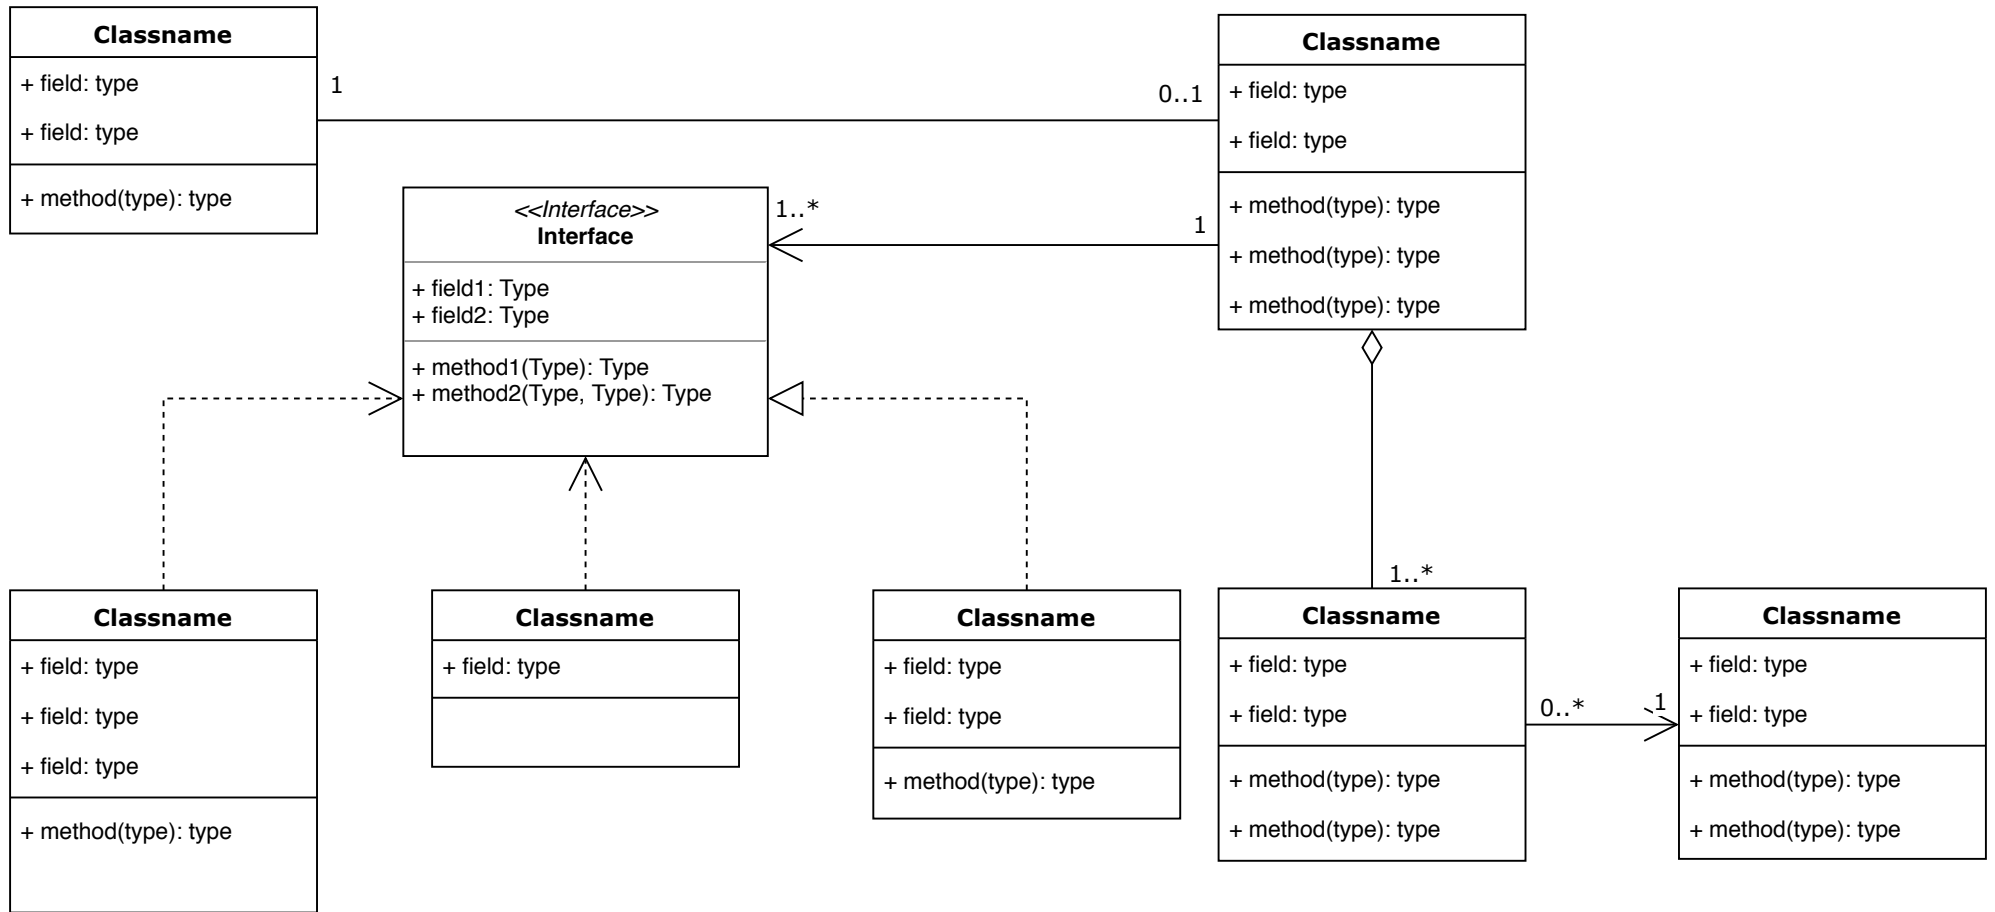 Classname
+ field: type
+ field: type
+ method(type): type
1
0..1
Classname
+ field: type
+ field: type
+ method(type): type
+ method(type): type
+ method(type): type
<<Interface>>
Interface
+ field1: Type
+ field2: Type
+ method1(Type): Type
+ method2(Type, Type): Type
1..*
1
Classname
+ field: type
+ field: type
+ field: type
+ method(type): type
Classname
+ field: type
Classname
+ field: type
+ field: type
+ method(type): type
1..*
Classname
+ field: type
+ field: type
+ method(type): type
+ method(type): type
0..*
1
Classname
+ field: type
+ field: type
+ method(type): type
+ method(type): type